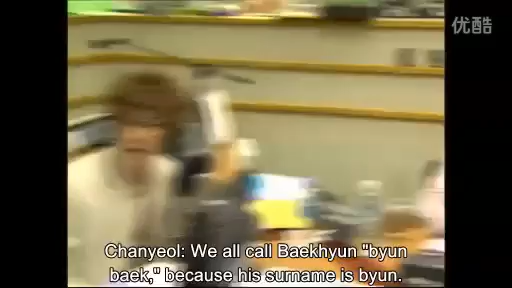 优酷
Chanyeol: We all call Baekhyun "byun
baek," because his surname is byun.